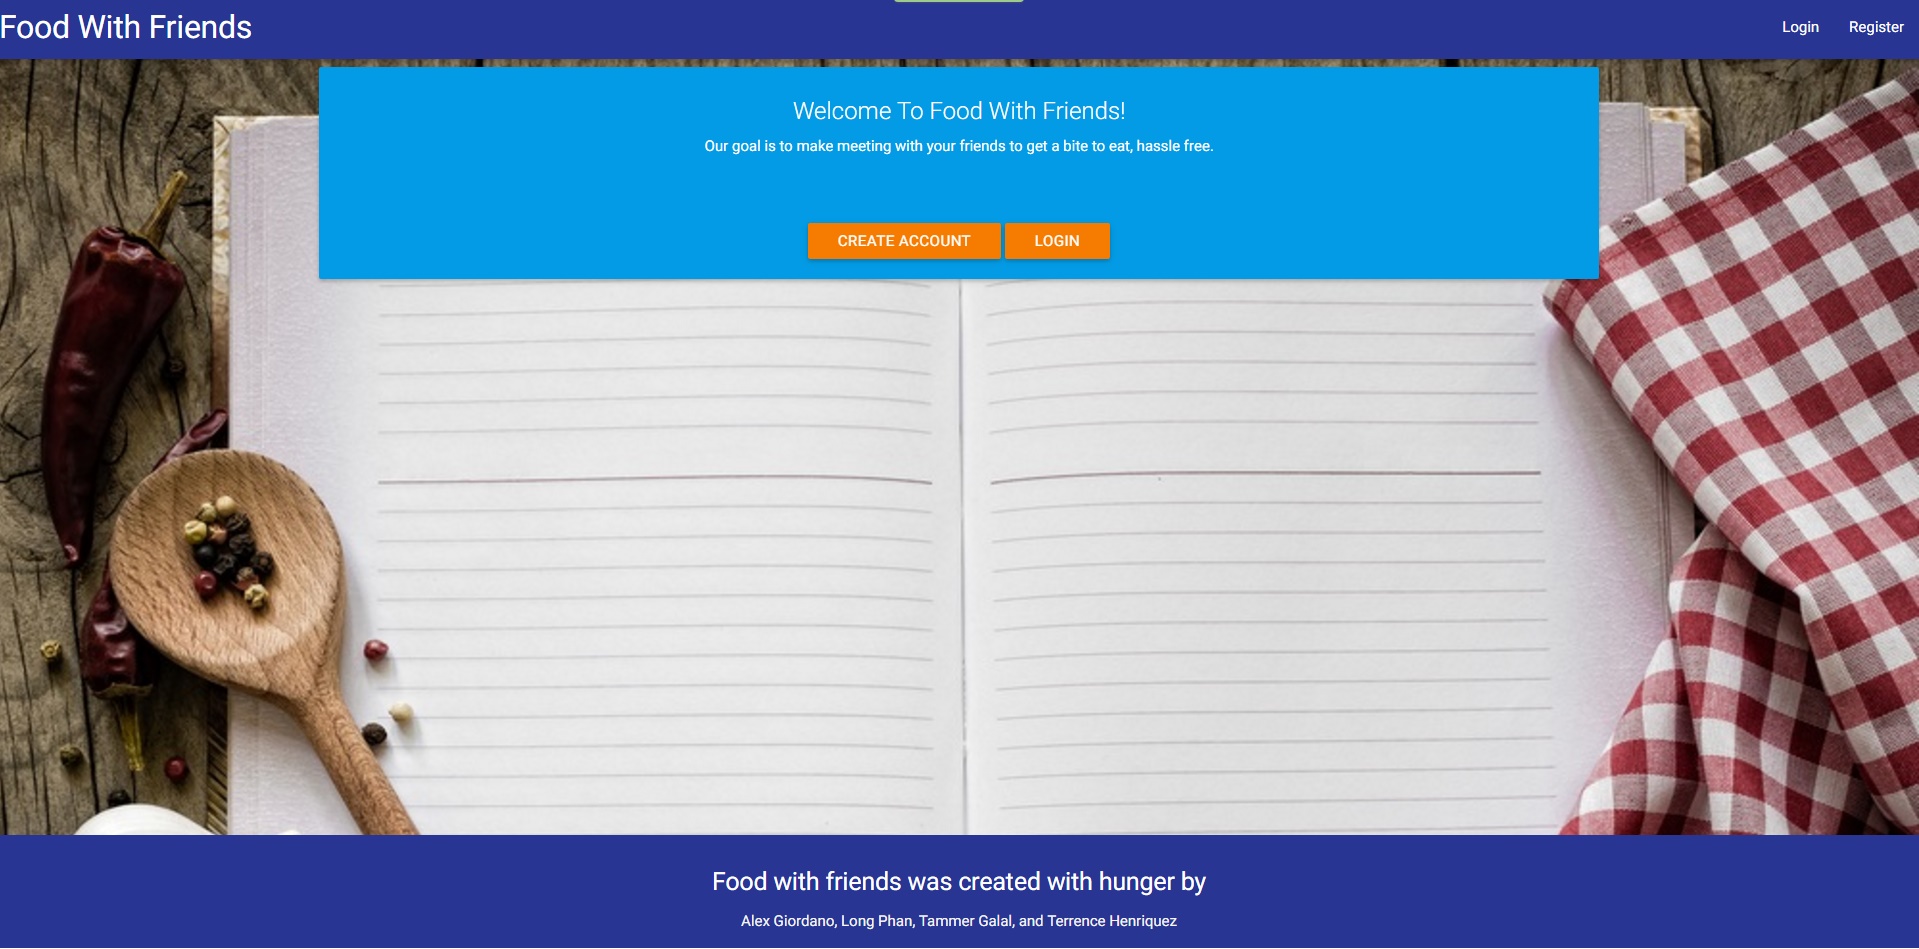 Food With Friends
Login Register
Welcome To Food With Friends!
Our goal is to make meeting with your friends to get a bite to eat, hassle free.
CREATE ACCOUNT LOGIN
Food with friends was created with hunger by
Alex Giordano, Long Phan, Tammer Galal, and Terrence Henriquez